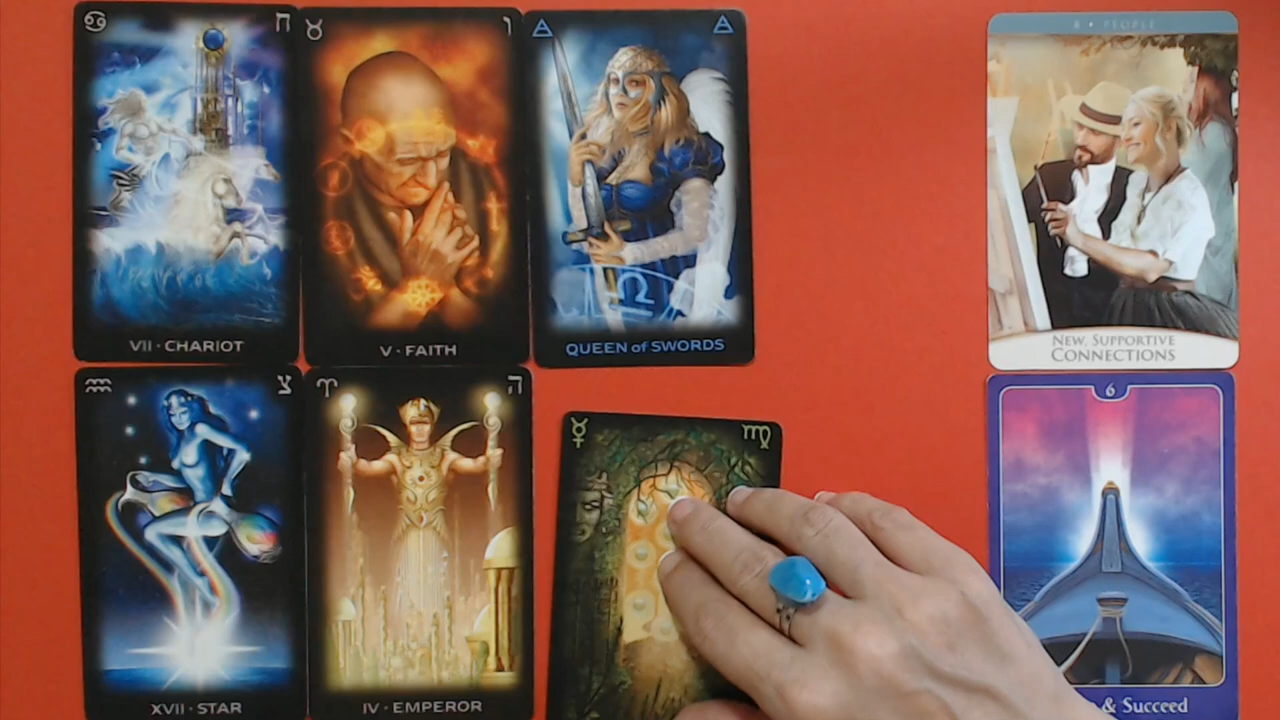 ח
VII · CHARIOT
ו
V · FAITH
QUEEN of SWORDS
8 • PEOPLE
NEW, SUPPORTIVE
CONNECTIONS
צ
XVII · STAR
ה
IV · EMPEROR
6
& Succeed